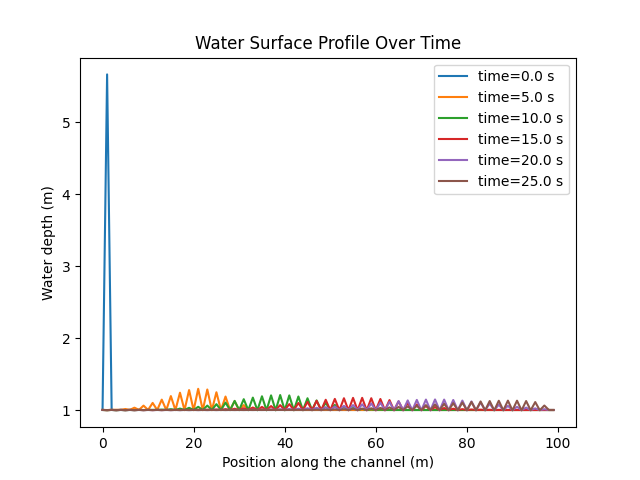 Water Surface Profile Over Time
time=0.0 s
time=5.0 s
time=10.0 s
time=15.0 s
time=20.0 s
time=25.0 s
Water depth (m)
5
4
3
2
1
0 20 40 60 80 100
Position along the channel (m)